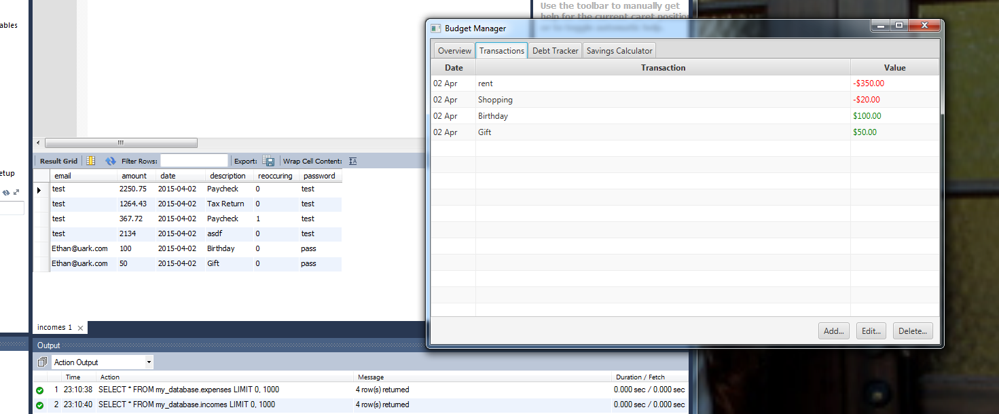 Use the toolbar to manually get
help for the current caret position
ables
Budget Manager
Overview Transactions Debt Tracker Savings Calculator
Date Transaction Value
02 Apr rent -$350.00
02 Apr Shopping -$20.00
02 Apr Birthday $100.00
02 Apr Gift $50.00
Add... Edit... Delete...
etup
Result Grid Filter Rows: Export: Wrap Cell Content:
email amount date description reoccuring password
test 2250.75 2015-04-02 Paycheck 0 test
test 1264.43 2015-04-02 Tax Return 0 test
test 367.72 2015-04-02 Paycheck 1 test
test 2134 2015-04-02 asdf 0 test
Ethan@uark.com 100 2015-04-02 Birthday 0 pass
Ethan@uark.com 50 2015-04-02 Gift 0 pass
incomes 1
Output
Action Output
Time Action Message Duration / Fetch
1 23:10:38 SELECT * FROM my_database.expenses LIMIT 0, 1000 4 row(s) returned 0.000 sec / 0.000 sec
2 23:10:40 SELECT * FROM my_database.incomes LIMIT 0, 1000 4 row(s) returned 0.000 sec / 0.000 sec